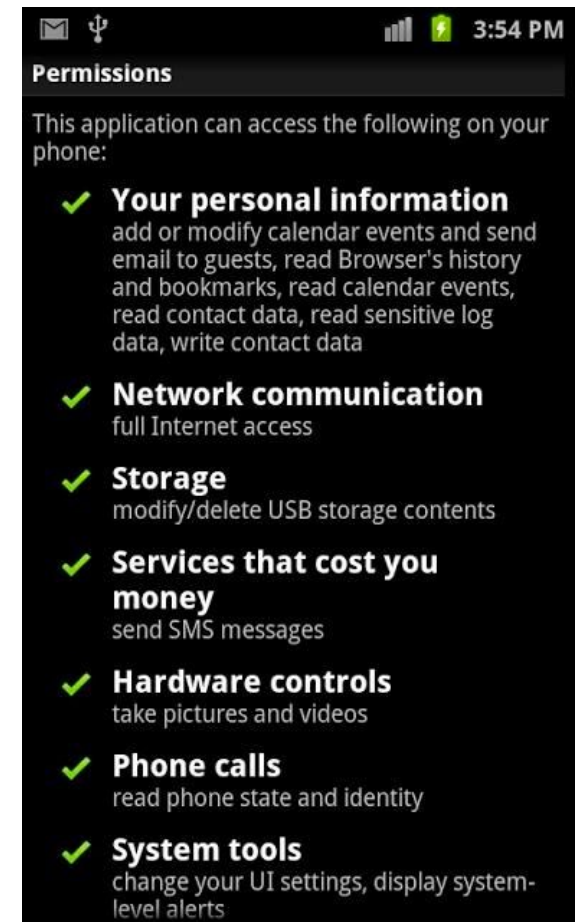 3:54 PM
Permissions
This application can access the following on your
phone:
Your personal information
add or modify calendar events and send
email to guests, read Browser's history
and bookmarks, read calendar events,
read contact data, read sensitive log
data, write contact data
Network communication
full Internet access
Storage
modify/delete USB storage contents
Services that cost you
money
send SMS messages
Hardware controls
take pictures and videos
Phone calls
read phone state and identity
System tools
change your UI settings, display system-
level alerts